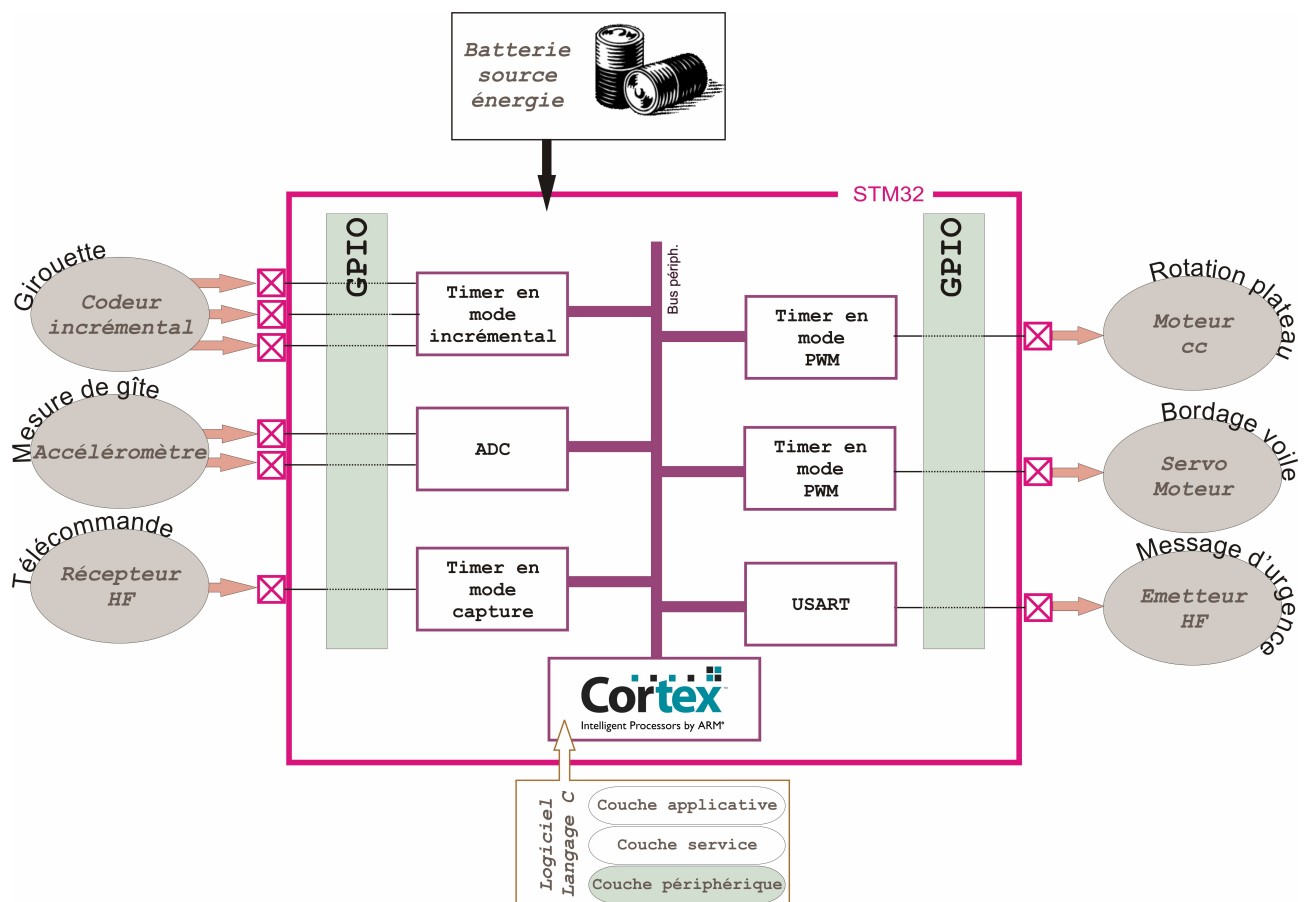 Batterie
source
énergie
STM32
GPIO
GPIO
Bus périph.
Girouette
Codeur
incrémental
Timer en
mode
incrémental
Mesure de gîte
Accéléromètre
ADC
Télécommande
Récepteur
HF
Timer en
mode
capture
Timer en
mode
PWM
Rotation plateau
Moteur
cc
Timer en
mode
PWM
Bordage voile
Servo
Moteur
USART
Message d'urgence
Emetteur
HF
Cortex
Intelligent Processors by ARM®
Logiciel
Langage C
Couche applicative
Couche service
Couche périphérique